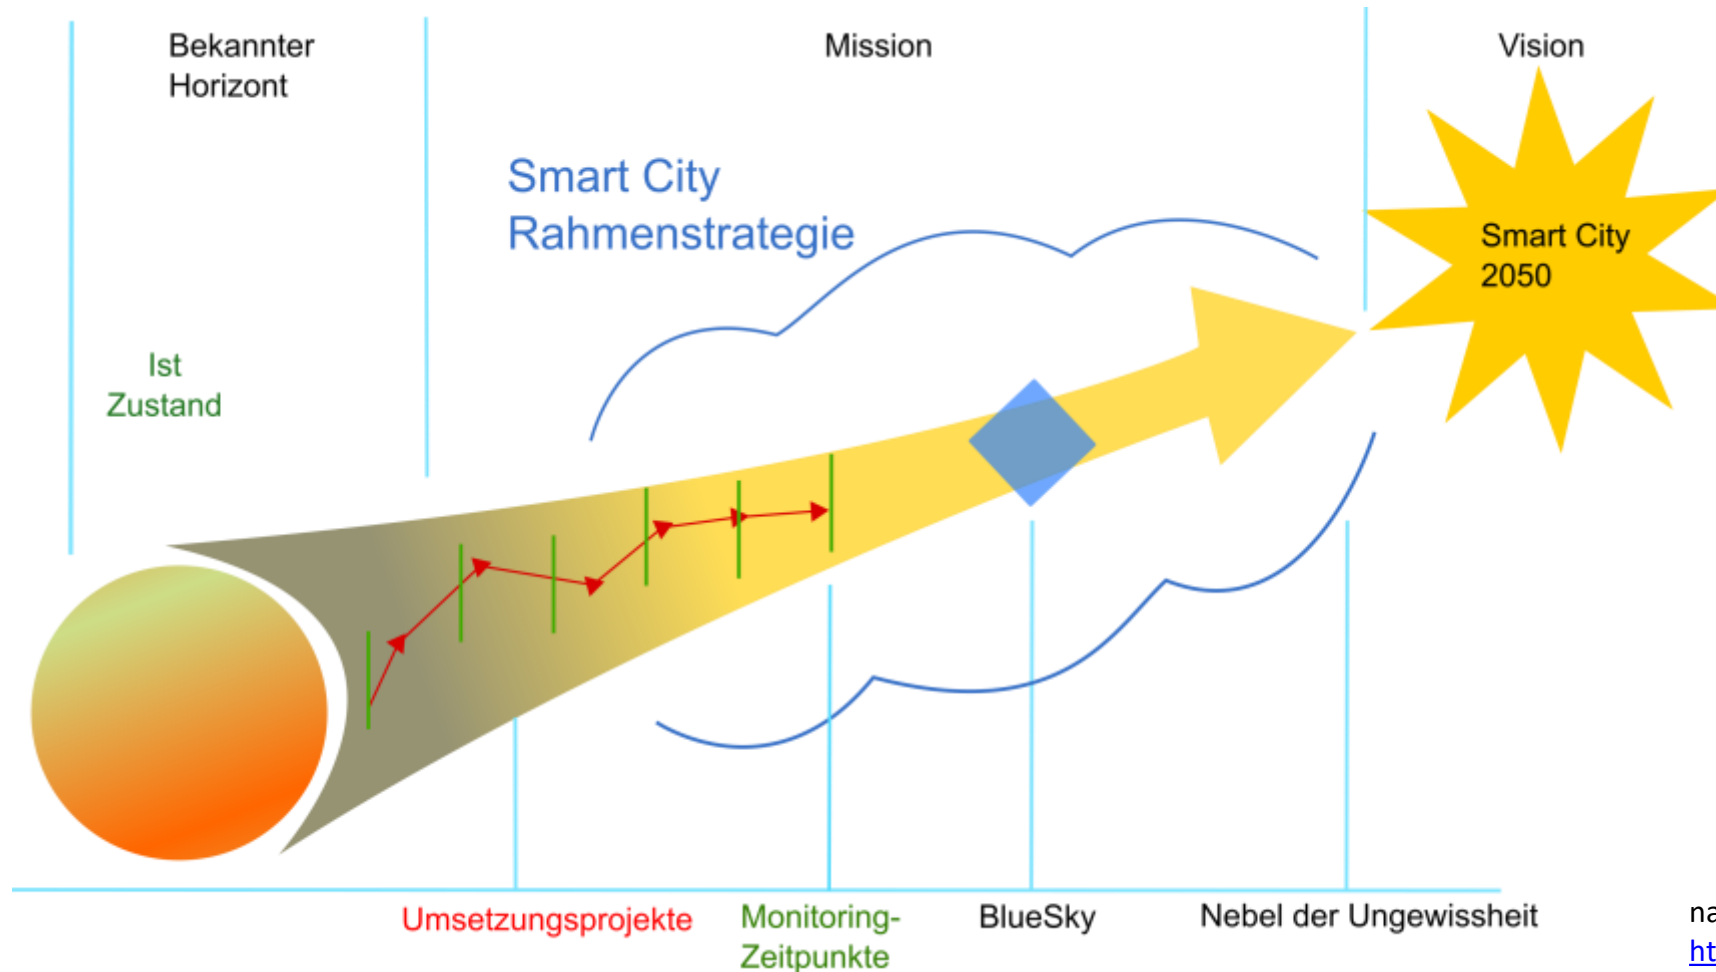 Bekannter
Horizont
Mission
Vision
Smart City
Rahmenstrategie
Smart City
2050
Ist
Zustand
Umsetzungsprojekte
Monitoring-
Zeitpunkte
BlueSky
Nebel der Ungewissheit